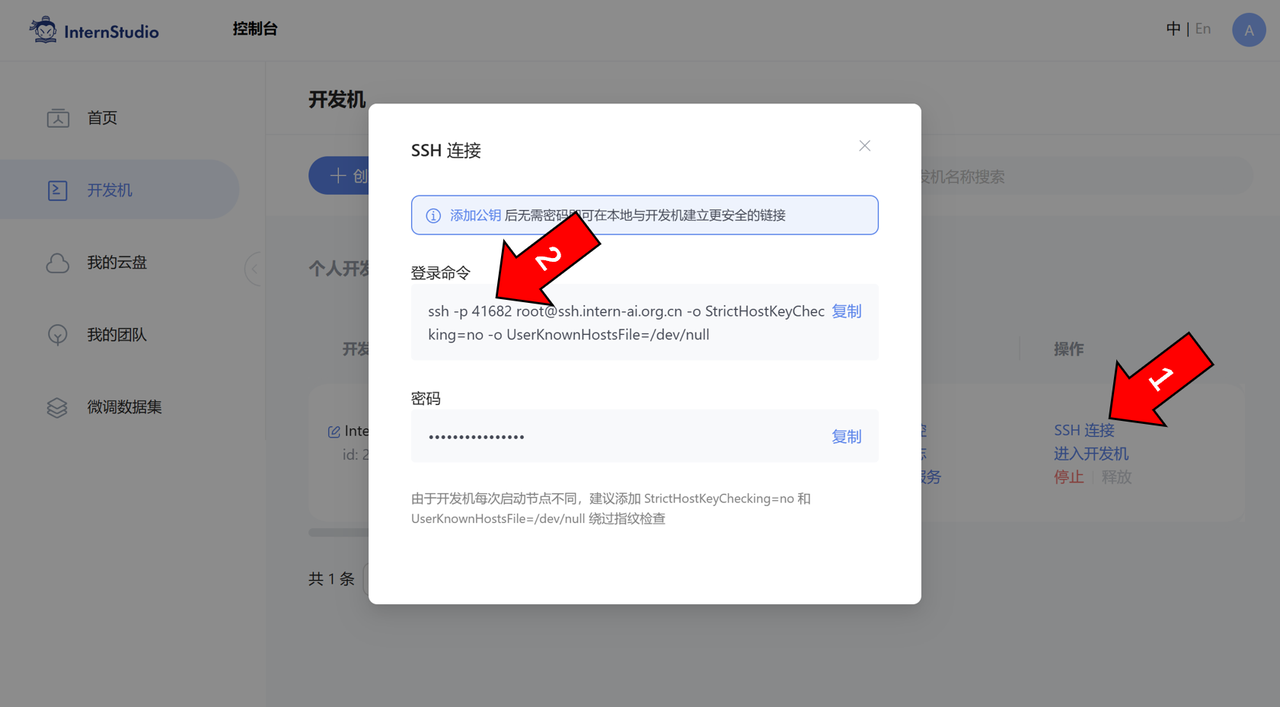 InternStudio
控制台
中 | En
A
首页
开发机
我的云盘
我的团队
微调数据集
开发机
创
机名称搜索
个人开
SSH 连接
添加公钥 后无需密码即可在本地与开发机建立更安全的链接
2
登录命令
ssh -p 41682 root@ssh.intern-ai.org.cn -o StrictHostKeyChec
king=no -o UserKnownHostsFile=/dev/null
复制
密码
••••••••••••••••
复制
由于开发机每次启动节点不同，建议添加 StrictHostKeyChecking=no 和
UserKnownHostsFile=/dev/null 绕过指纹检查
开
操作
1
Inte
id: 2
服务
SSH 连接
进入开发机
停止 | 释放
共 1 条